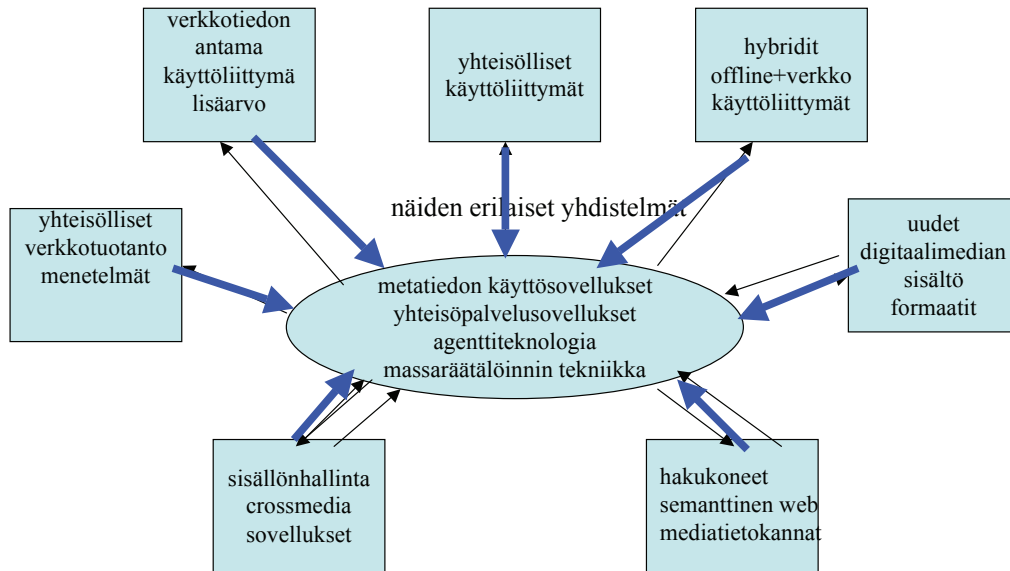 verkkotiedon
antama
käyttöliittymä
lisäarvo
yhteisölliset
käyttöliittymät
hybridit
offline+verkko
käyttöliittymät
näiden erilaiset yhdistelmät
yhteisölliset
verkkotuotanto
menetelmät
uudet
digitaalimedian
sisältö
formaatit
metatiedon käyttösovellukset
yhteisöpalvelusovellukset
agenttiteknologia
massaräätälöinnin tekniikka
sisällönhallinta
crossmedia
sovellukset
hakukoneet
semanttinen web
mediatietokannat